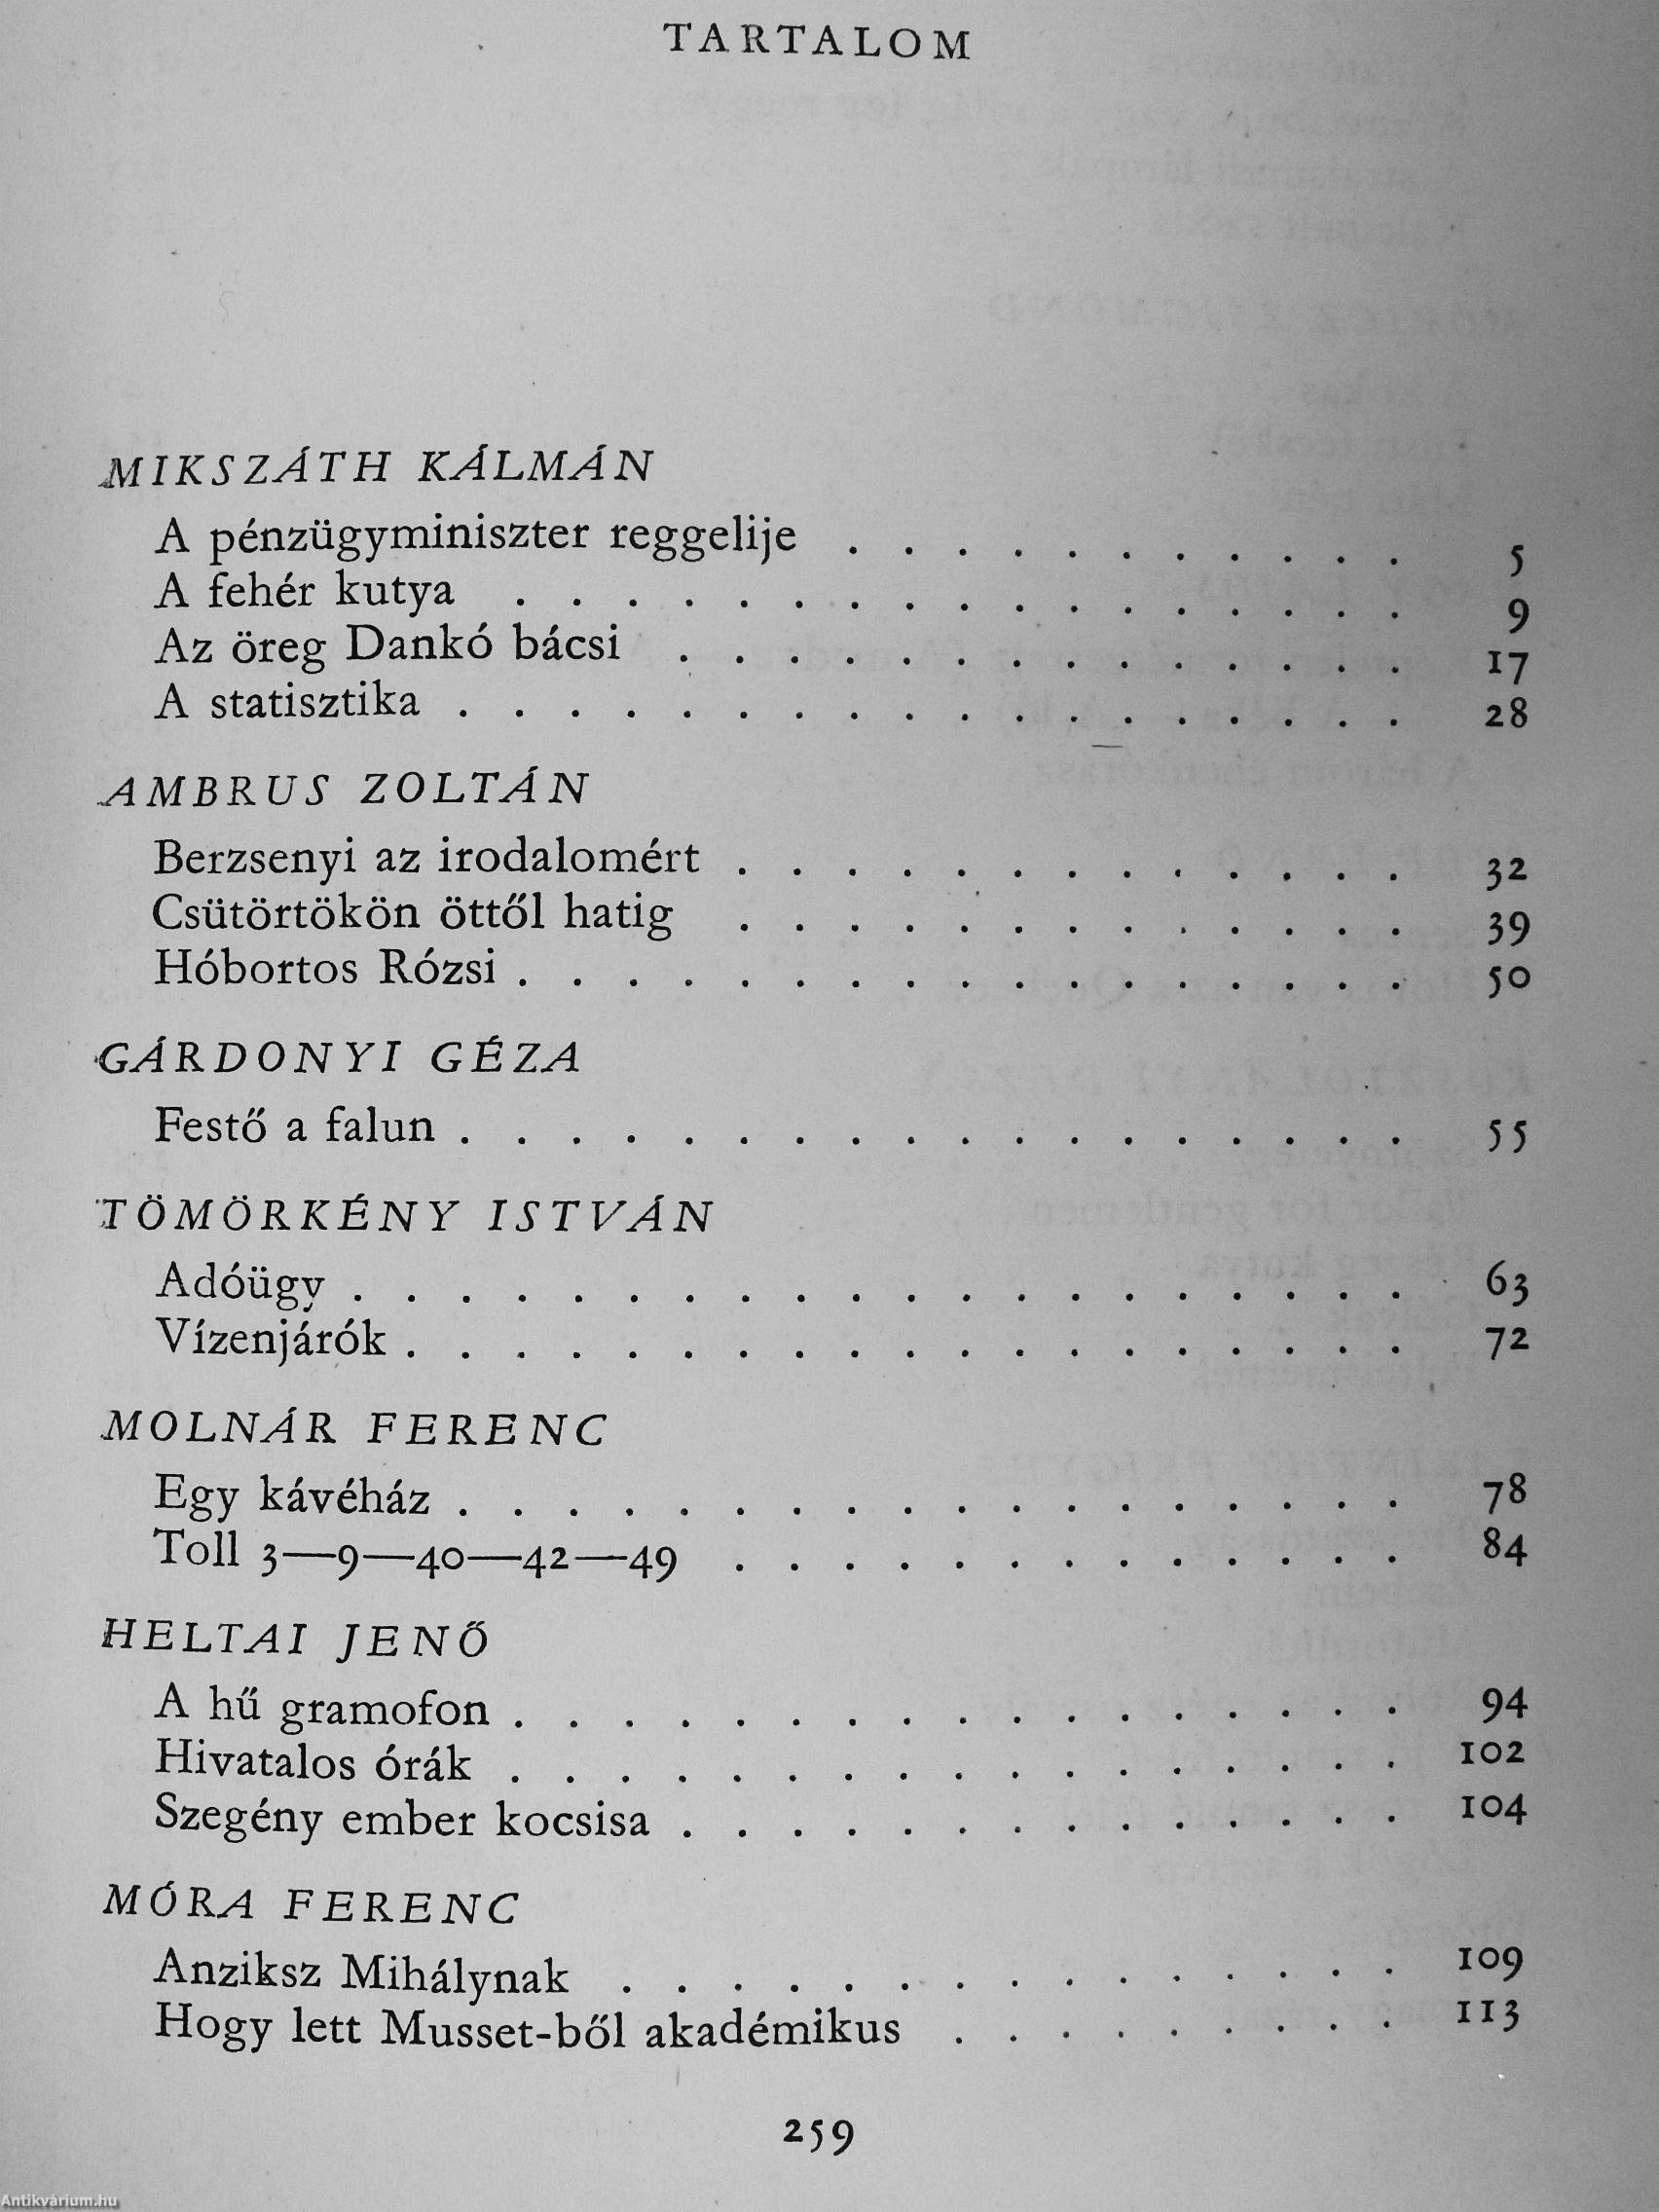 TARTALOM
MIKSZÁTH KÁLMÁN
A pénzügyminiszter reggelije . . . . . . . . . . . 5
A fehér kutya . . . . . . . . . . . . . . . . . 9
Az öreg Dankó bácsi . . . . . . . . . . . . . . 17
A statisztika . . . . . . . . . . . . . . . . . . 28
AMBRUS ZOLTÁN
Berzsenyi az irodalomért . . . . . . . . . . . . . 32
Csütörtökön öttől hatig . . . . . . . . . . . . . 39
Hóbortos Rózsi . . . . . . . . . . . . . . . . . 50
GÁRDONYI GÉZA
Festő a falun . . . . . . . . . . . . . . . . . . 55
TÖMÖRKÉNY ISTVÁN
Adóügy . . . . . . . . . . . . . . . . . . . . 63
Vízenjárók . . . . . . . . . . . . . . . . . . . 72
MOLNÁR FERENC
Egy kávéház . . . . . . . . . . . . . . . . . . 78
Toll 3—9—40—42—49 . . . . . . . . . . . . . 84
HELTAI JENŐ
A hű gramofon . . . . . . . . . . . . . . . . . 94
Hivatalos órák . . . . . . . . . . . . . . . . . 102
Szegény ember kocsisa . . . . . . . . . . . . . . 104
MÓRA FERENC
Anziksz Mihálynak . . . . . . . . . . . . . . . 109
Hogy lett Musset-ből akadémikus . . . . . . . . . 113
259
Antikvárium.hu